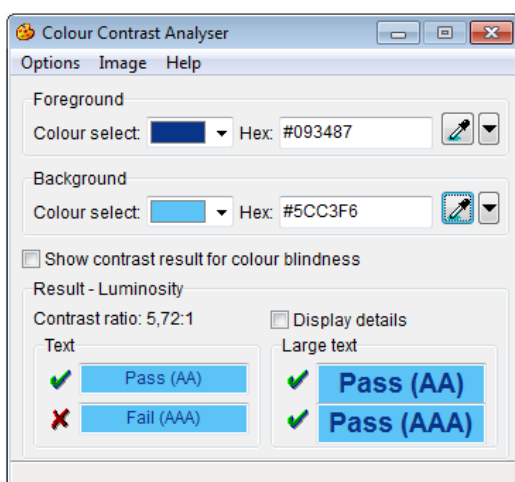 Colour Contrast Analyser
Options Image Help
Foreground
Colour select: Hex: #093487
Background
Colour select: Hex: #5CC3F6
Show contrast result for colour blindness
Result - Luminosity
Contrast ratio: 5,72:1 Display details
Text Large text
Pass (AA) Pass (AA)
Fail (AAA) Pass (AAA)